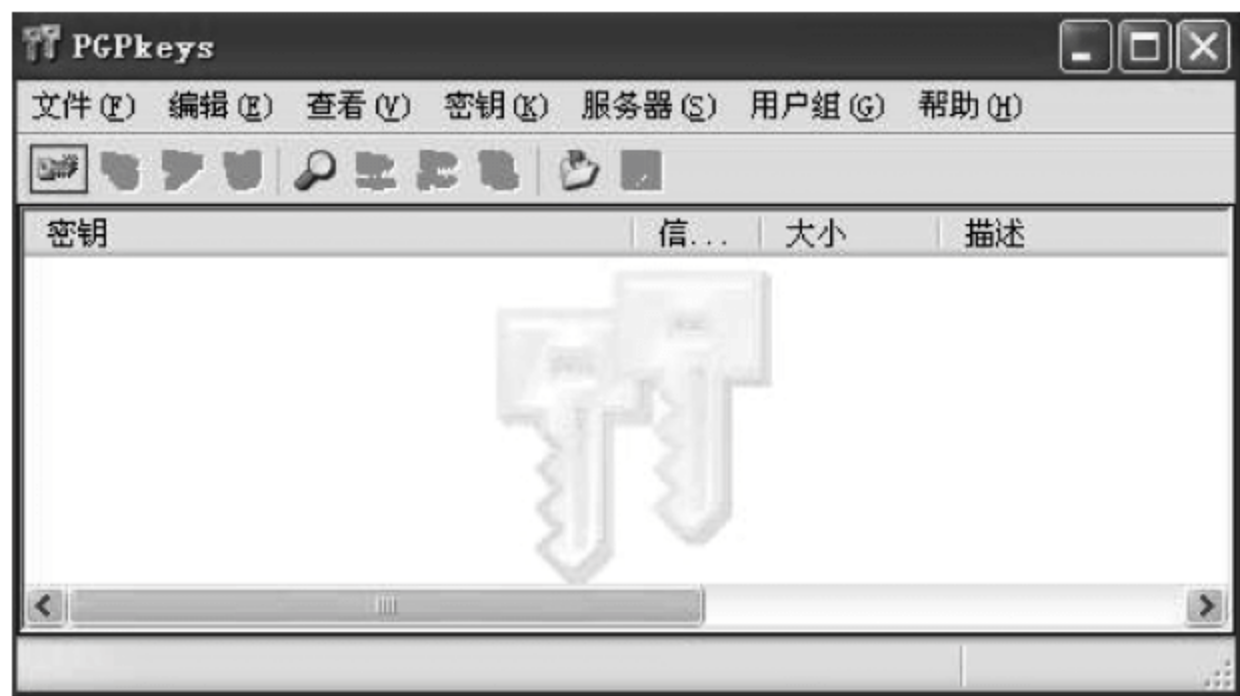 PGPkeys
文件(F) 编辑(E) 查看(V) 密钥(K) 服务器(S) 用户组(G) 帮助(H)
密钥 信... 大小 描述